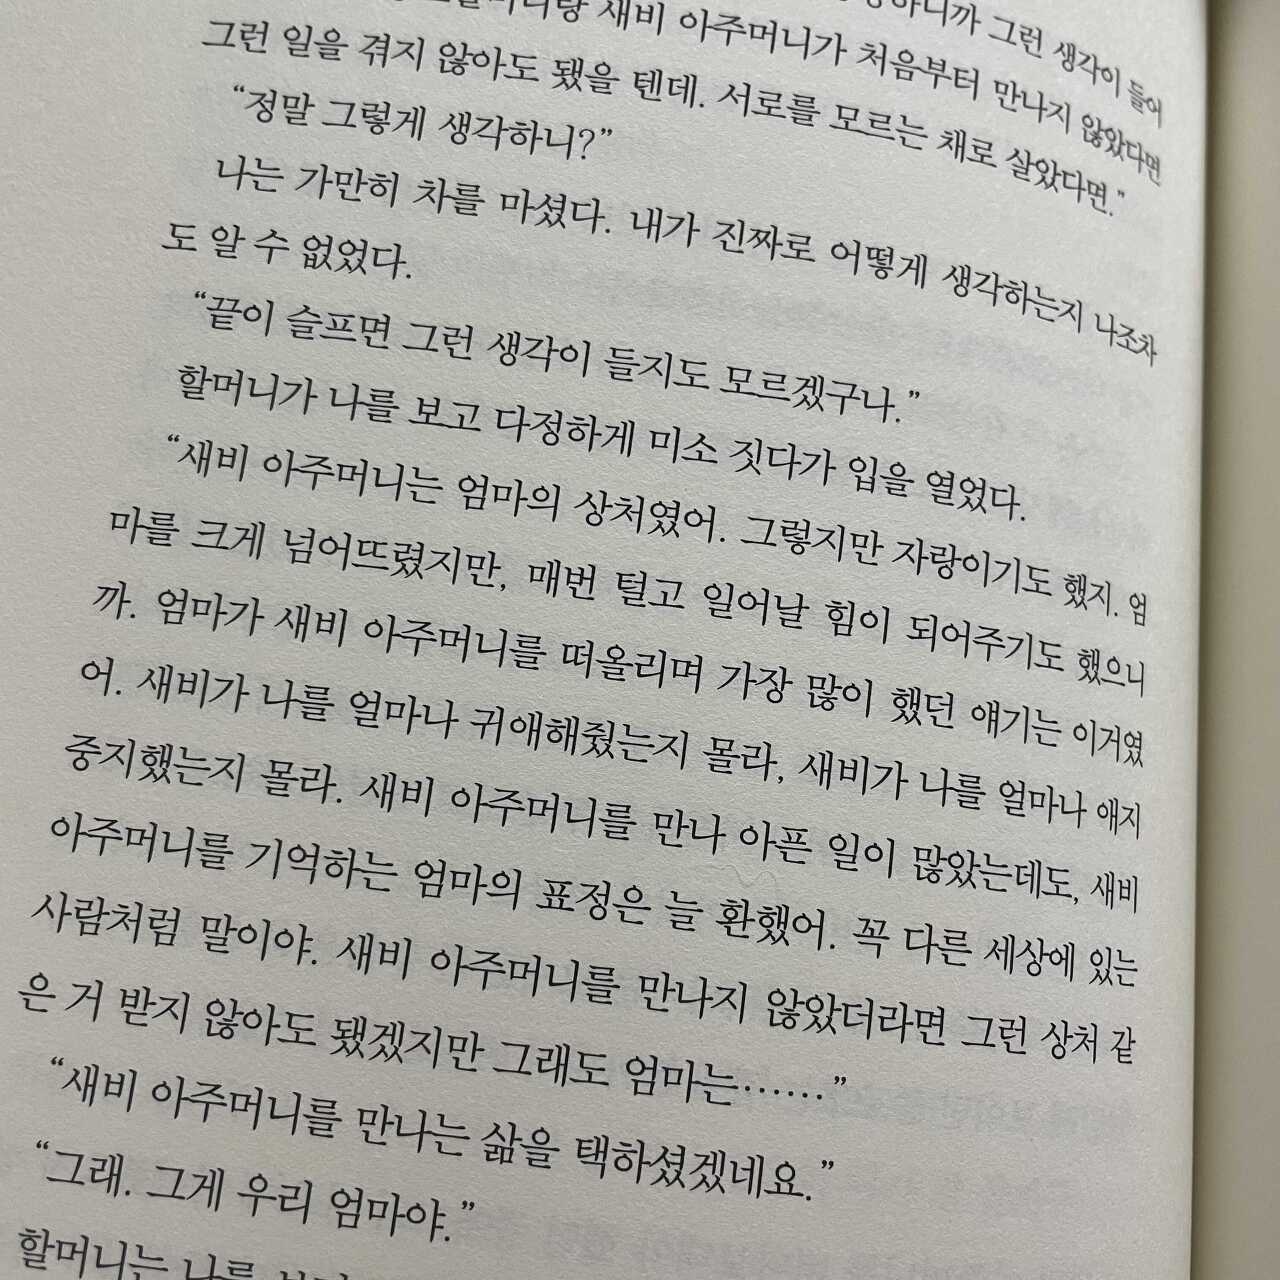 그런 생각이 들어
새비 아주머니가 처음부터 만나지 않았다면
그런 일을 겪지 않아도 됐을 텐데. 서로를 모르는 채로 살았다면.”
“정말 그렇게 생각하니?”
나는 가만히 차를 마셨다. 내가 진짜로 어떻게 생각하는지 나조차
도 알 수 없었다.
“끝이 슬프면 그런 생각이 들지도 모르겠구나.”
할머니가 나를 보고 다정하게 미소 짓다가 입을 열었다.
“새비 아주머니는 엄마의 상처였어. 그렇지만 자랑이기도 했지. 엄
마를 크게 넘어뜨렸지만, 매번 털고 일어날 힘이 되어주기도 했으니
까. 엄마가 새비 아주머니를 떠올리며 가장 많이 했던 얘기는 이거였
어. 새비가 나를 얼마나 귀애해줬는지 몰라, 새비가 나를 얼마나 애지
중지했는지 몰라. 새비 아주머니를 만나 아픈 일이 많았는데도, 새비
아주머니를 기억하는 엄마의 표정은 늘 환했어. 꼭 다른 세상에 있는
사람처럼 말이야. 새비 아주머니를 만나지 않았더라면 그런 상처 같
은 거 받지 않아도 됐겠지만 그래도 엄마는……”
“새비 아주머니를 만나는 삶을 택하셨겠네요.”
“그래. 그게 우리 엄마야.”
할머니는 나를